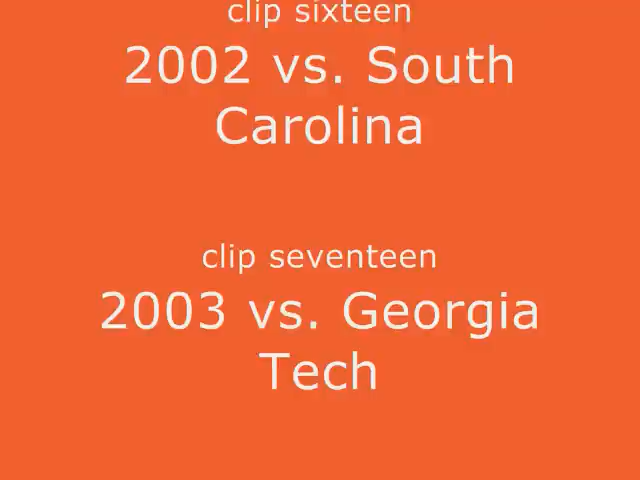 clip sixteen
2002 vs. South
Carolina
clip seventeen
2003 vs. Georgia
Tech